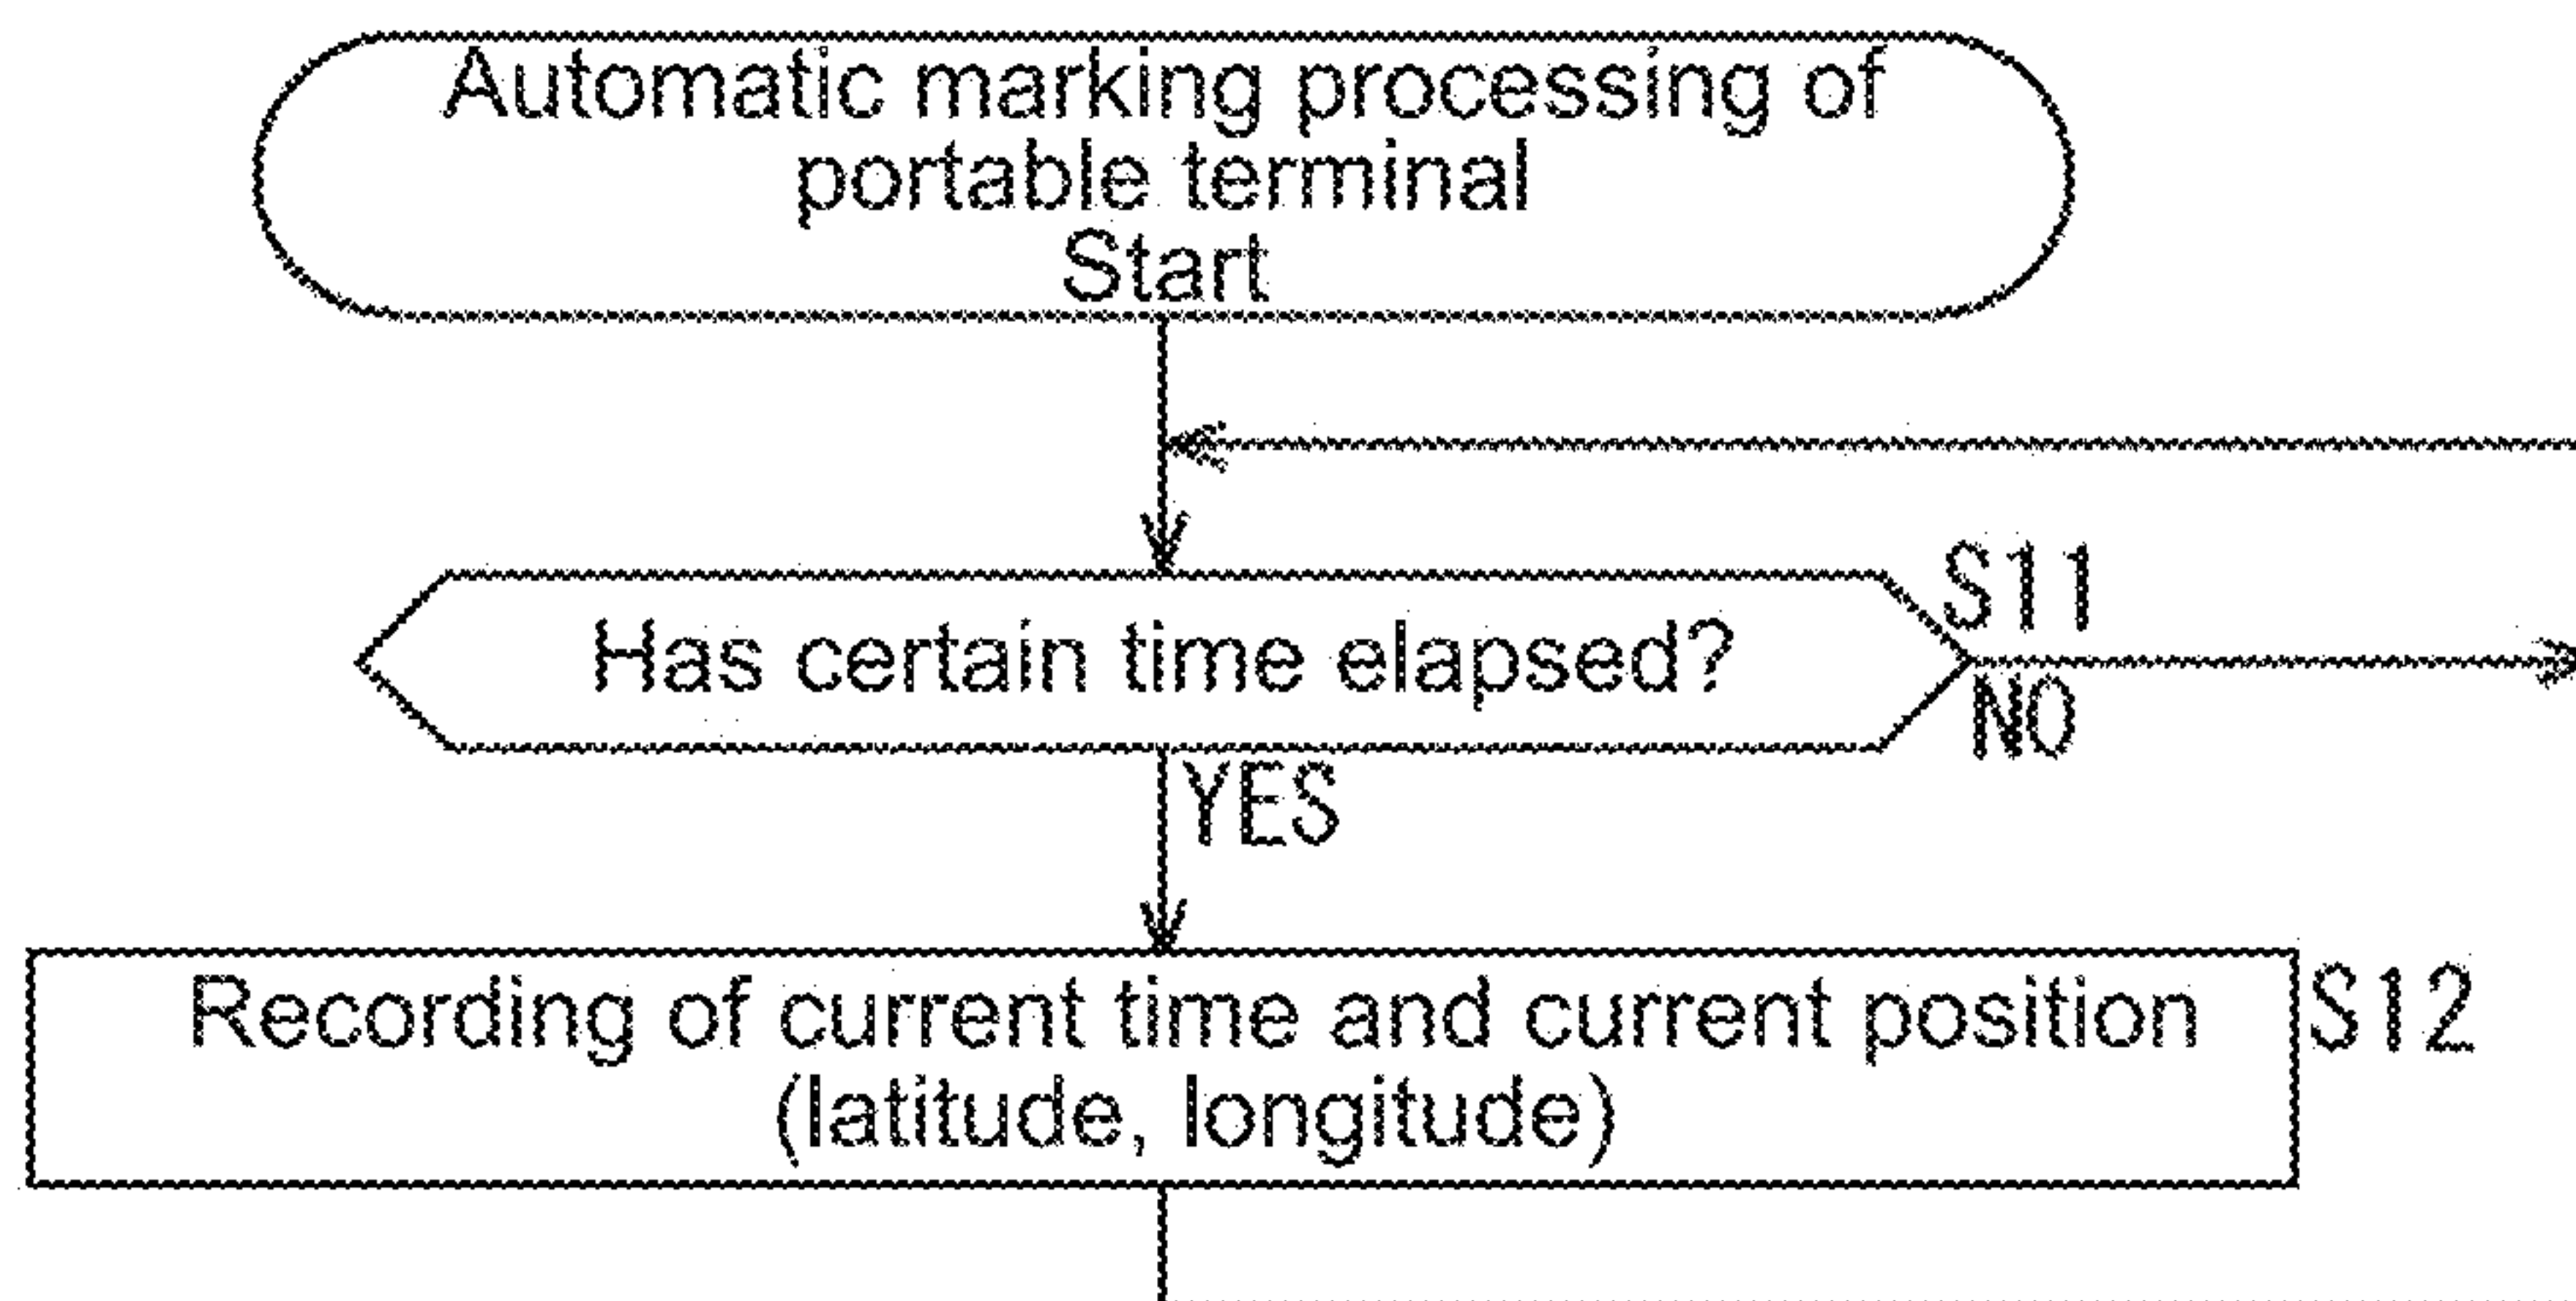 Automatic marking processing of
portable terminal
Start
S11
Has certain time elapsed?
NO
YES
Recording of current time and current position
(latitude, longitude)
S12